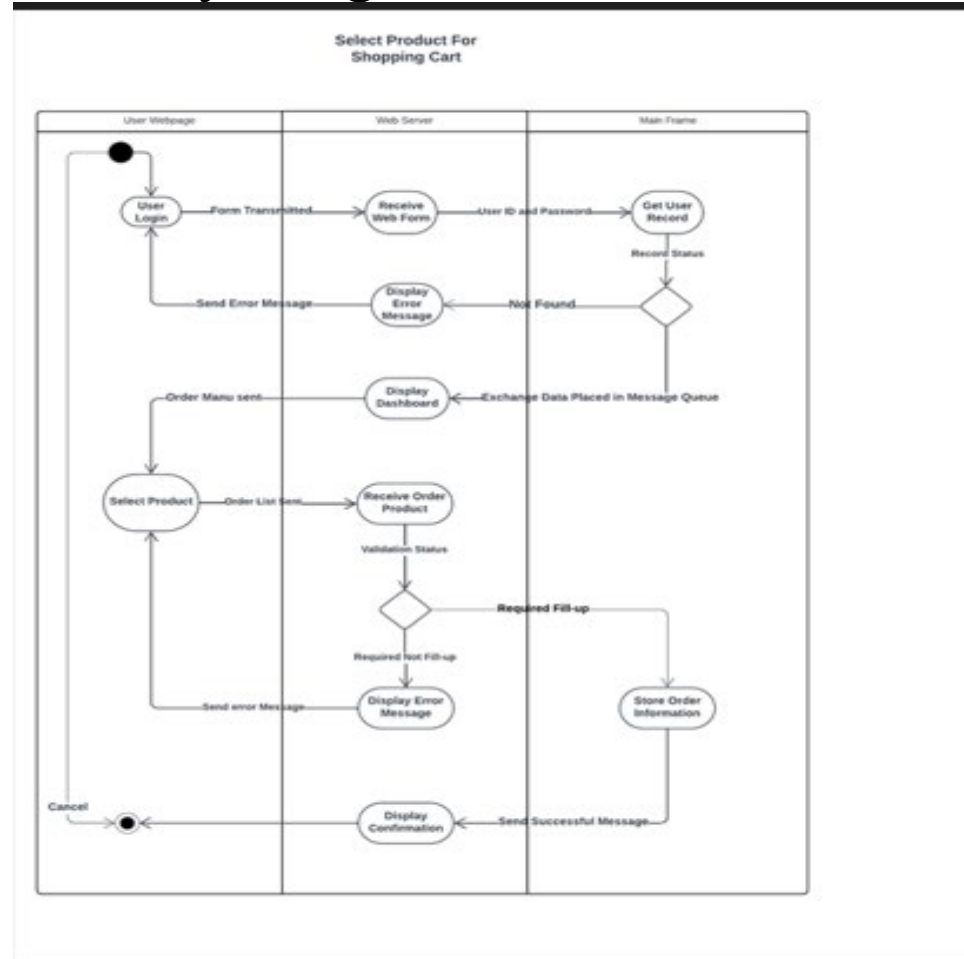 Select Product For
Shopping Cart
User Webpage
Web Server
Main Frame
User
Login
Form Transmitted
Receive
Web Form
User ID and Password
Get User
Record
Record Status
Send Error Message
Display
Error
Message
Not Found
Order Manu sent
Display
Dashboard
Exchange Data Placed in Message Queue
Select Product
Order List Sent
Receive Order
Product
Validation Status
Required Fill-up
Required Not Fill-up
Send error Message
Display Error
Message
Store Order
Information
Cancel
Display
Confirmation
Send Successful Message